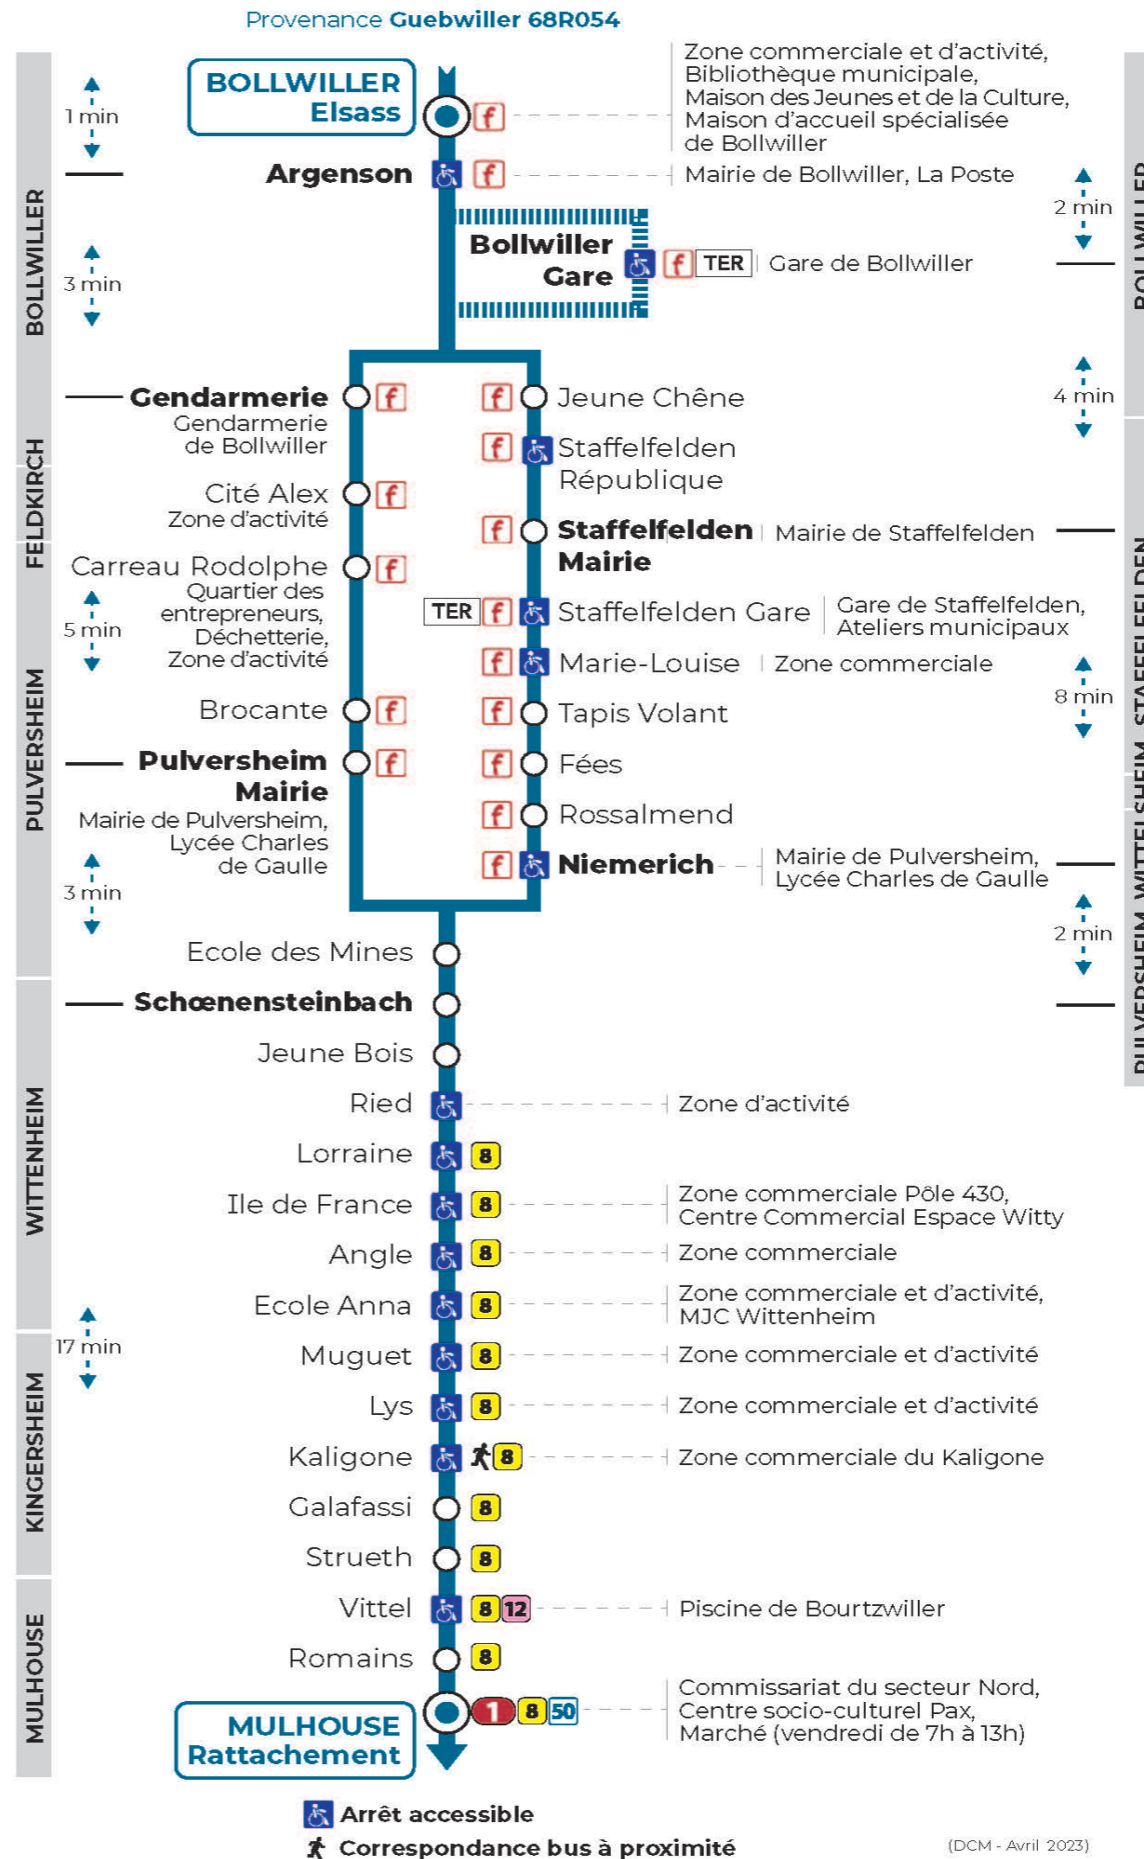 Provenance Guebwiller 68R054
BOLLWILLER
Elsass
f
Zone commerciale et d'activité,
Bibliothèque municipale,
Maison des Jeunes et de la Culture,
Maison d'accueil spécialisée
de Bollwiller
1 min
Argenson
f
Mairie de Bollwiller, La Poste
2 min
BOLLWILLER
BOLLWILLER
Bollwiller
Gare
f TER
Gare de Bollwiller
3 min
Gendarmerie
f
Gendarmerie
de Bollwiller
f
Jeune Chêne
4 min
f
Staffelfelden
République
FELDKIRCH
Cité Alex
f
Zone d'activité
f
Staffelfelden
Mairie
Mairie de Staffelfelden
Carreau Rodolphe
f
Quartier des
entrepreneurs,
Déchetterie,
Zone d'activité
5 min
TER f
Staffelfelden Gare
Gare de Staffelfelden,
Ateliers municipaux
STAFFELFELDEN
f
Marie-Louise
Zone commerciale
8 min
PULVERSHEIM
Brocante
f
f
Tapis Volant
Pulversheim
Mairie
f
Mairie de Pulversheim,
Lycée Charles
de Gaulle
f
Fées
f
Rossalmend
WITTELSHEIM
f
Niemerich
Mairie de Pulversheim,
Lycée Charles de Gaulle
3 min
2 min
PULVERSHEIM
Ecole des Mines
Schœnensteinbach
Jeune Bois
WITTENHEIM
Ried
Zone d'activité
Lorraine
8
Ile de France
8
Zone commerciale Pôle 430,
Centre Commercial Espace Witty
Angle
8
Zone commerciale
Ecole Anna
8
Zone commerciale et d'activité,
MJC Wittenheim
17 min
Muguet
8
Zone commerciale et d'activité
KINGERSHEIM
Lys
8
Zone commerciale et d'activité
Kaligone
8
Zone commerciale du Kaligone
Galafassi
8
Strueth
8
MULHOUSE
Vittel
8 12
Piscine de Bourtzwiller
Romains
8
MULHOUSE
Rattachement
1 8 50
Commissariat du secteur Nord,
Centre socio-culturel Pax,
Marché (vendredi de 7h à 13h)
Arrêt accessible
Correspondance bus à proximité
(DCM - Avril 2023)